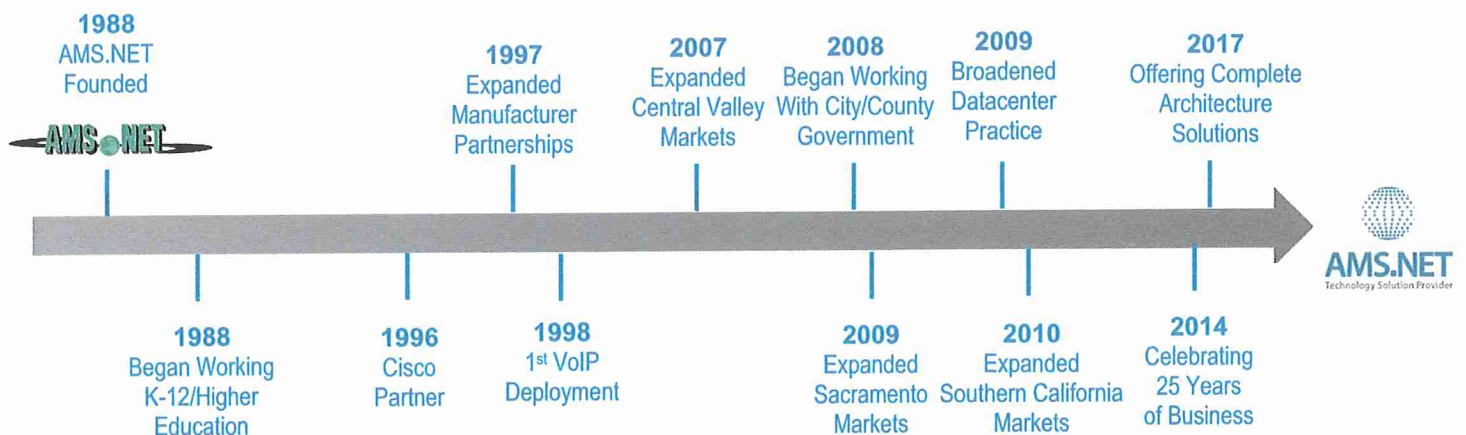 1988
AMS.NET
Founded
AMS.NET
1997
Expanded
Manufacturer
Partnerships
2007
Expanded
Central Valley
Markets
2008
Began Working
With City/County
Government
2009
Broadened
Datacenter
Practice
2017
Offering Complete
Architecture
Solutions
AMS.NET
Technology Solution Provider
1988
Began Working
K-12/Higher
Education
1996
Cisco
Partner
1998
1st VoIP
Deployment
2009
Expanded
Sacramento
Markets
2010
Expanded
Southern California
Markets
2014
Celebrating
25 Years
of Business